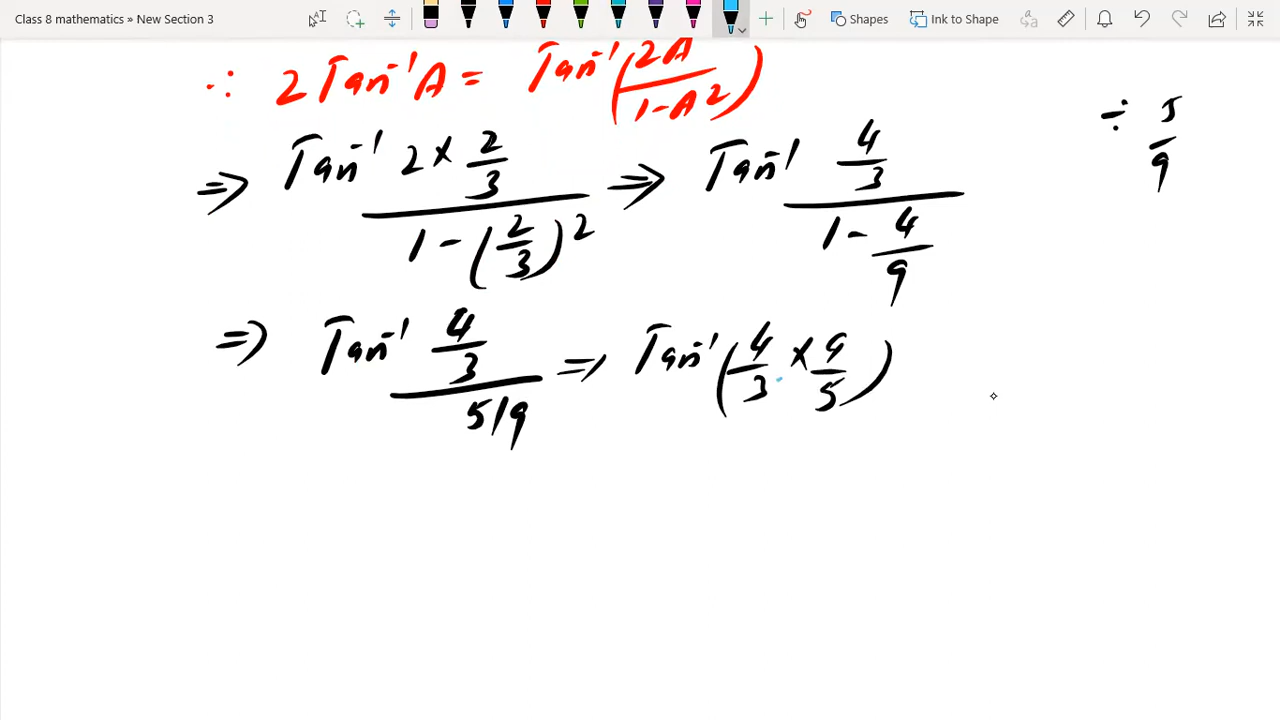 Class 8 mathematics » New Section 3
Shapes
Ink to Shape
∴ 2 Tan⁻¹A = Tan⁻¹(2A/1-A²)
÷ 5/9
⇒ Tan⁻¹ 2 × 2/3 / 1 - (2/3)² ⇒ Tan⁻¹ 4/3 / 1 - 4/9
⇒ Tan⁻¹ 4/3 / 5/9 ⇒ Tan⁻¹(4/3 × 9/5)